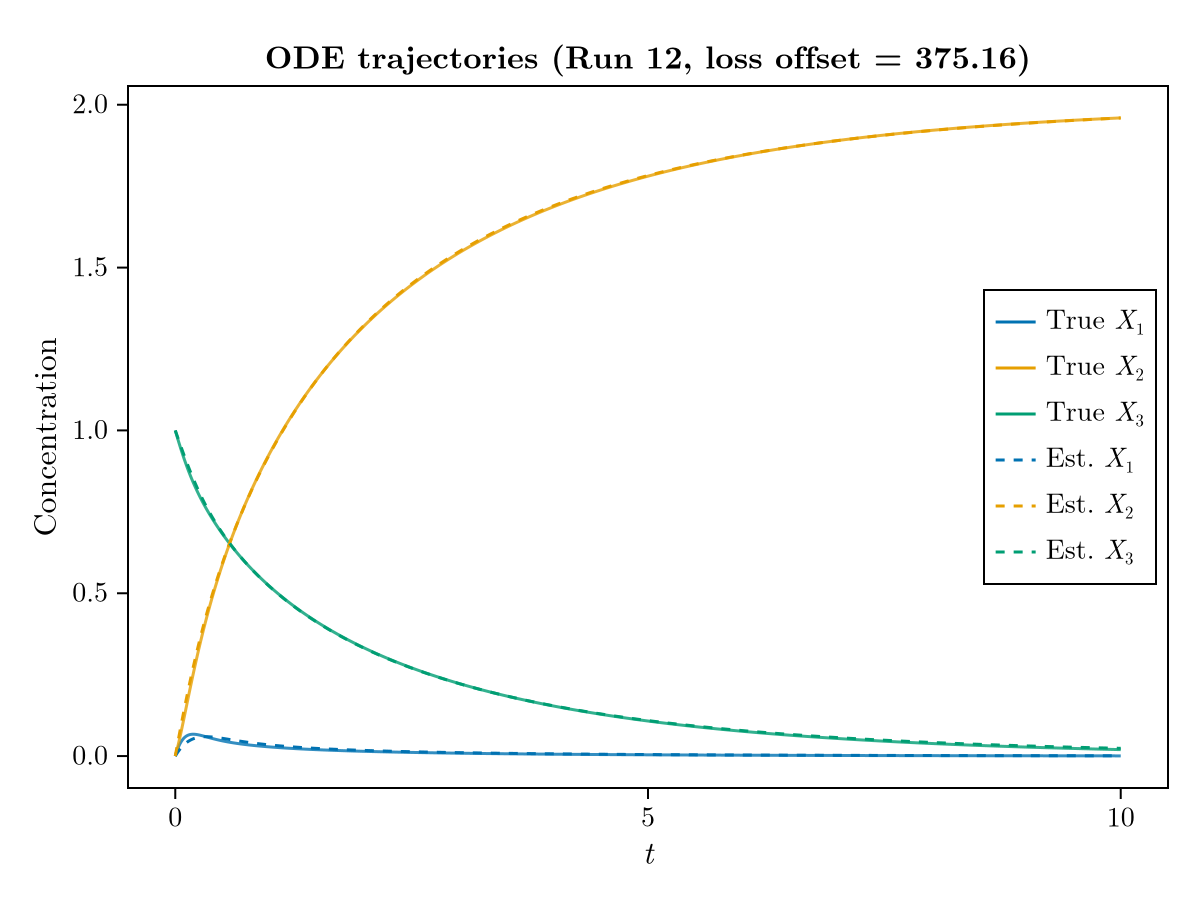 ODE trajectories (Run 12, loss offset = 375.16)
Concentration
2.0
1.5
1.0
0.5
0.0
0
5
10
t
True X₁
True X₂
True X₃
Est. X₁
Est. X₂
Est. X₃